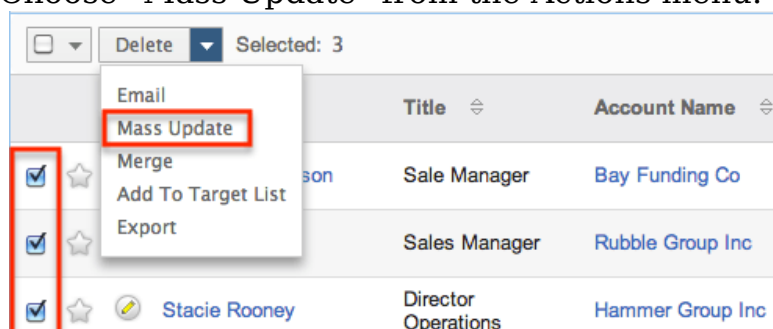 Choose "Mass Update" from the Actions menu.
Delete Selected: 3
Email
Title Account Name
Mass Update
Merge
son Sale Manager Bay Funding Co
Add To Target List
Export
Sales Manager Rubble Group Inc
Stacie Rooney Director Operations Hammer Group Inc